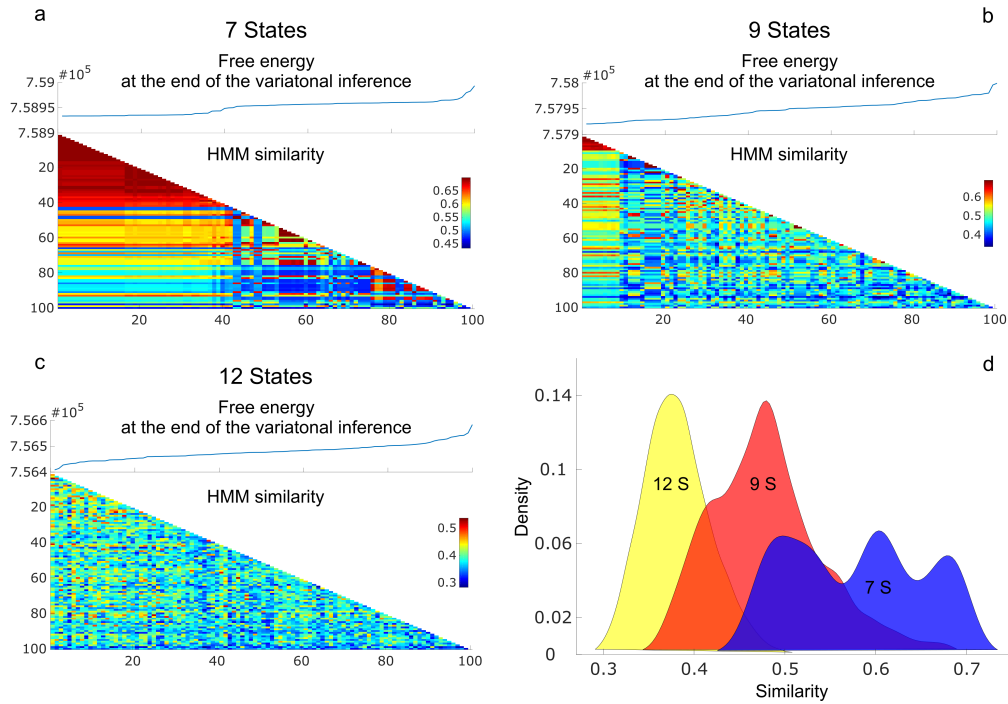 a
7 States
Free energy
at the end of the variatonal inference
#10^5
7.59
7.5895
7.589
HMM similarity
20
40
60
80
100
0.65
0.6
0.55
0.5
0.45
20 40 60 80 100
b
9 States
Free energy
at the end of the variatonal inference
#10^5
7.58
7.5795
7.579
HMM similarity
20
40
60
80
100
0.6
0.5
0.4
20 40 60 80 100
c
12 States
Free energy
at the end of the variatonal inference
#10^5
7.566
7.565
7.564
HMM similarity
20
40
60
80
100
0.5
0.4
0.3
20 40 60 80 100
d
0.14
0.1
0.06
0.02
0
Density
12 S
9 S
7 S
0.3 0.4 0.5 0.6 0.7
Similarity